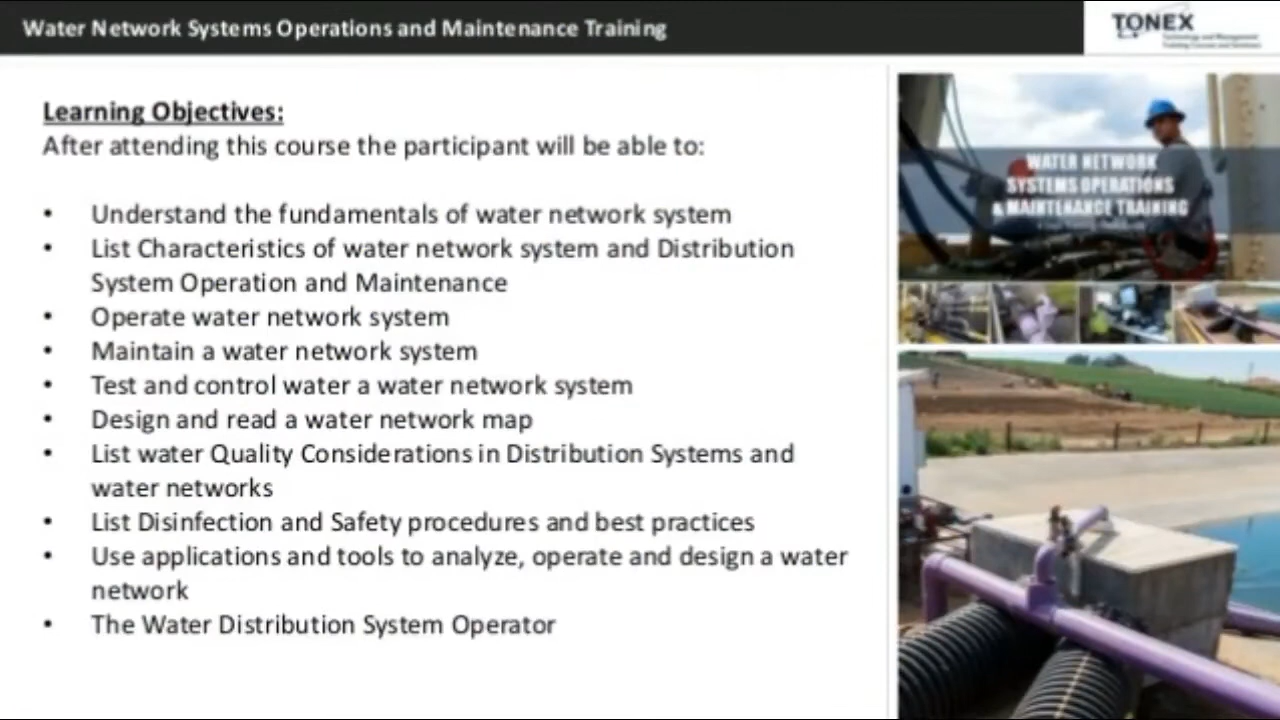 Water Network Systems Operations and Maintenance Training
TONEX
Learning Objectives:
After attending this course the participant will be able to:
• Understand the fundamentals of water network system
• List Characteristics of water network system and Distribution
System Operation and Maintenance
• Operate water network system
• Maintain a water network system
• Test and control water a water network system
• Design and read a water network map
• List water Quality Considerations in Distribution Systems and
water networks
• List Disinfection and Safety procedures and best practices
• Use applications and tools to analyze, operate and design a water
network
• The Water Distribution System Operator
WATER NETWORK
SYSTEMS OPERATIONS
& MAINTENANCE TRAINING